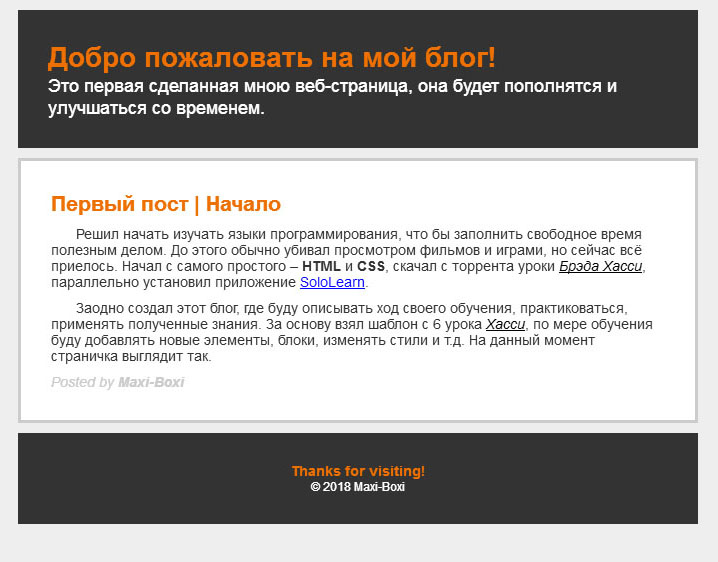 Добро пожаловать на мой блог!
Это первая сделанная мною веб-страница, она будет пополнятся и
улучшаться со временем.
Первый пост | Начало
Решил начать изучать языки программирования, что бы заполнить свободное время
полезным делом. До этого обычно убивал просмотром фильмов и играми, но сейчас всё
приелось. Начал с самого простого – HTML и CSS, скачал с торрента уроки Брэда Хасси,
параллельно установил приложение SoloLearn.
Заодно создал этот блог, где буду описывать ход своего обучения, практиковаться,
применять полученные знания. За основу взял шаблон с 6 урока Хасси, по мере обучения
буду добавлять новые элементы, блоки, изменять стили и т.д. На данный момент
страничка выглядит так.
Posted by Maxi-Boxi
Thanks for visiting!
© 2018 Maxi-Boxi